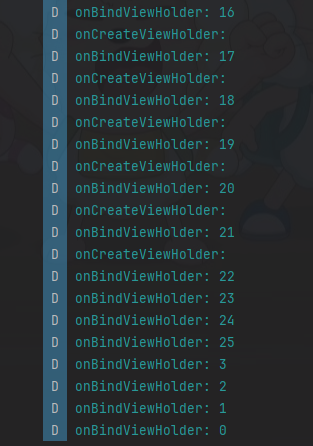 D onBindViewHolder: 16
D onCreateViewHolder:
D onBindViewHolder: 17
D onCreateViewHolder:
D onBindViewHolder: 18
D onCreateViewHolder:
D onBindViewHolder: 19
D onCreateViewHolder:
D onBindViewHolder: 20
D onCreateViewHolder:
D onBindViewHolder: 21
D onCreateViewHolder:
D onBindViewHolder: 22
D onBindViewHolder: 23
D onBindViewHolder: 24
D onBindViewHolder: 25
D onBindViewHolder: 3
D onBindViewHolder: 2
D onBindViewHolder: 1
D onBindViewHolder: 0